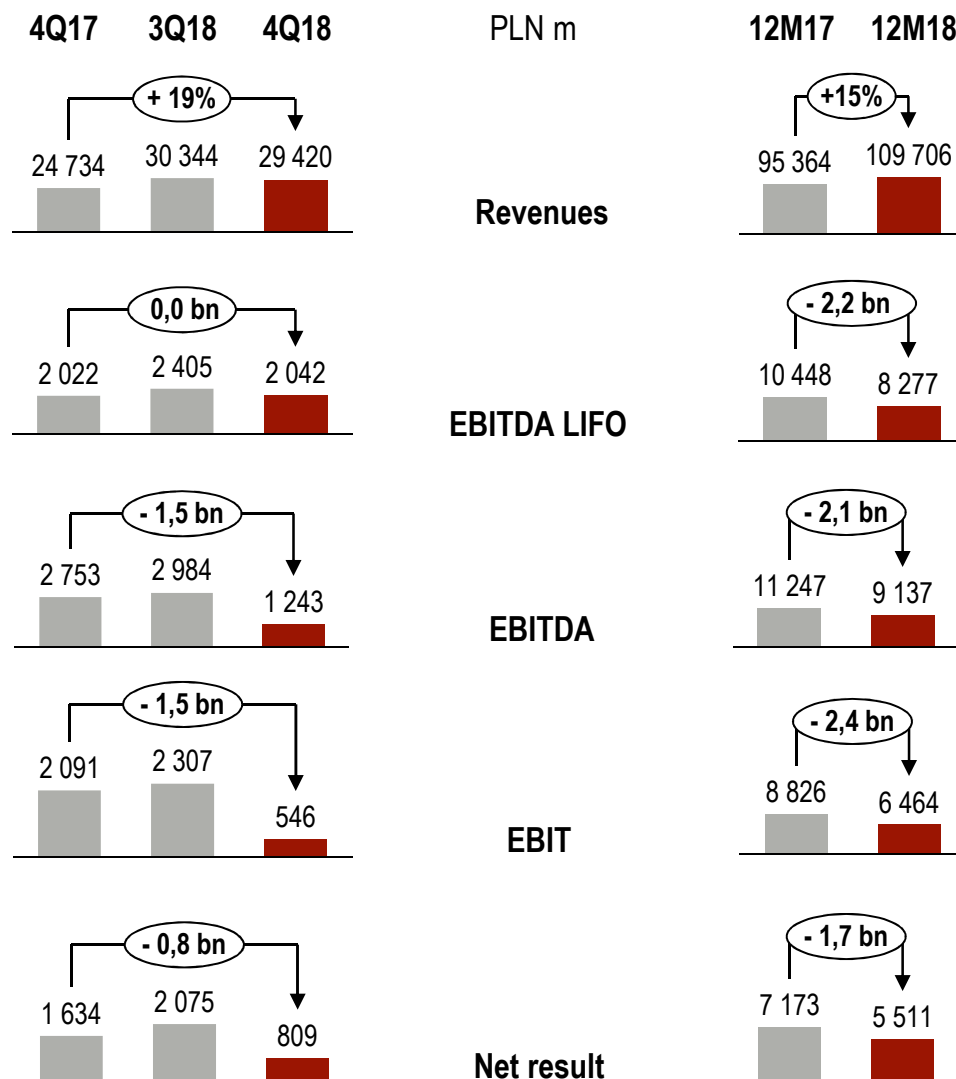 4Q17 3Q18 4Q18 PLN m 12M17 12M18
+ 19% +15%
24 734 30 344 29 420 95 364 109 706
Revenues
0,0 bn - 2,2 bn
2 022 2 405 2 042 10 448 8 277
EBITDA LIFO
- 1,5 bn - 2,1 bn
2 753 2 984 1 243 11 247 9 137
EBITDA
- 1,5 bn - 2,4 bn
2 091 2 307 546 8 826 6 464
EBIT
- 0,8 bn - 1,7 bn
1 634 2 075 809 7 173 5 511
Net result